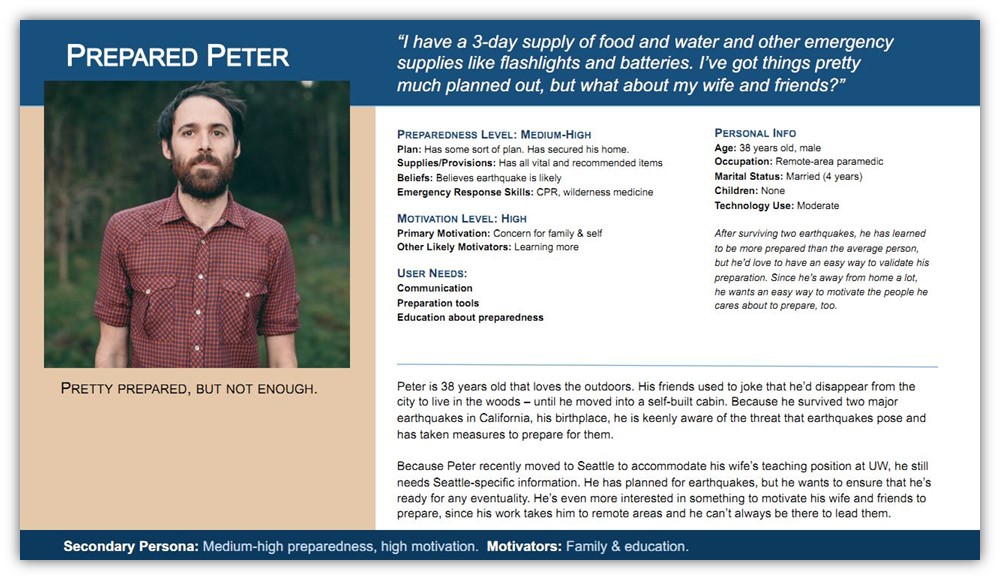 PREPARED PETER
“I have a 3-day supply of food and water and other emergency
supplies like flashlights and batteries. I’ve got things pretty
much planned out, but what about my wife and friends?”
PRETTY PREPARED, BUT NOT ENOUGH.
PREPAREDNESS LEVEL: MEDIUM-HIGH
Plan: Has some sort of plan. Has secured his home.
Supplies/Provisions: Has all vital and recommended items
Beliefs: Believes earthquake is likely
Emergency Response Skills: CPR, wilderness medicine
MOTIVATION LEVEL: HIGH
Primary Motivation: Concern for family & self
Other Likely Motivators: Learning more
USER NEEDS:
Communication
Preparation tools
Education about preparedness
PERSONAL INFO
Age: 38 years old, male
Occupation: Remote-area paramedic
Marital Status: Married (4 years)
Children: None
Technology Use: Moderate
After surviving two earthquakes, he has learned
to be more prepared than the average person,
but he’d love to have an easy way to validate his
preparation. Since he’s away from home a lot,
he wants an easy way to motivate the people he
cares about to prepare, too.
Peter is 38 years old that loves the outdoors. His friends used to joke that he’d disappear from the
city to live in the woods – until he moved into a self-built cabin. Because he survived two major
earthquakes in California, his birthplace, he is keenly aware of the threat that earthquakes pose and
has taken measures to prepare for them.
Because Peter recently moved to Seattle to accommodate his wife’s teaching position at UW, he still
needs Seattle-specific information. He has planned for earthquakes, but he wants to ensure that he’s
ready for any eventuality. He’s even more interested in something to motivate his wife and friends to
prepare, since his work takes him to remote areas and he can’t always be there to lead them.
Secondary Persona: Medium-high preparedness, high motivation. Motivators: Family & education.